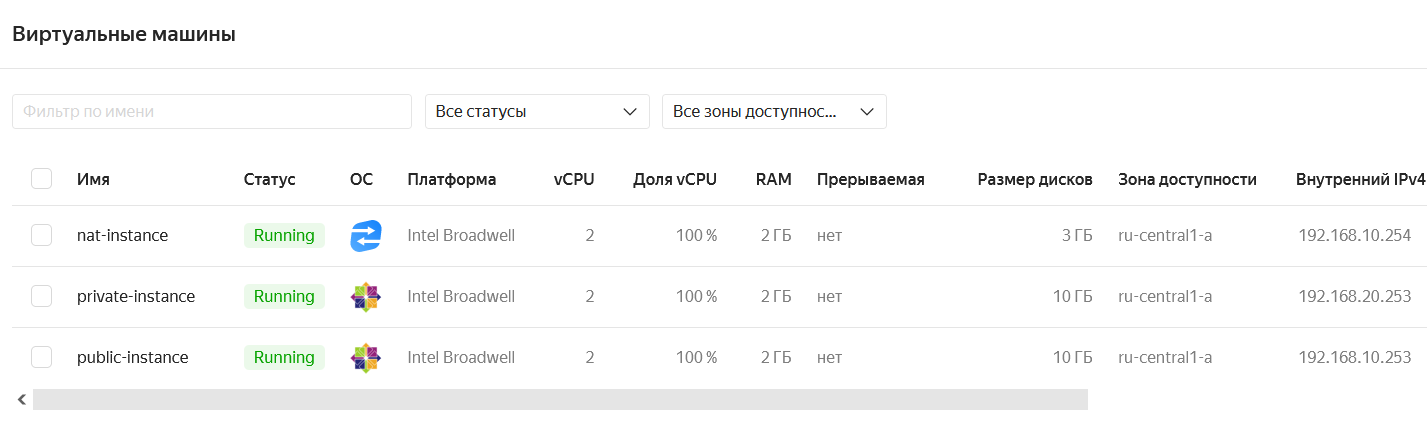 Виртуальные машины
Фильтр по имени Все статусы Все зоны доступнос...
Имя Статус ОС Платформа vCPU Доля vCPU RAM Прерываемая Размер дисков Зона доступности Внутренний IPv4
nat-instance Running Intel Broadwell 2 100 % 2 ГБ нет 3 ГБ ru-central1-a 192.168.10.254
private-instance Running Intel Broadwell 2 100 % 2 ГБ нет 10 ГБ ru-central1-a 192.168.20.253
public-instance Running Intel Broadwell 2 100 % 2 ГБ нет 10 ГБ ru-central1-a 192.168.10.253